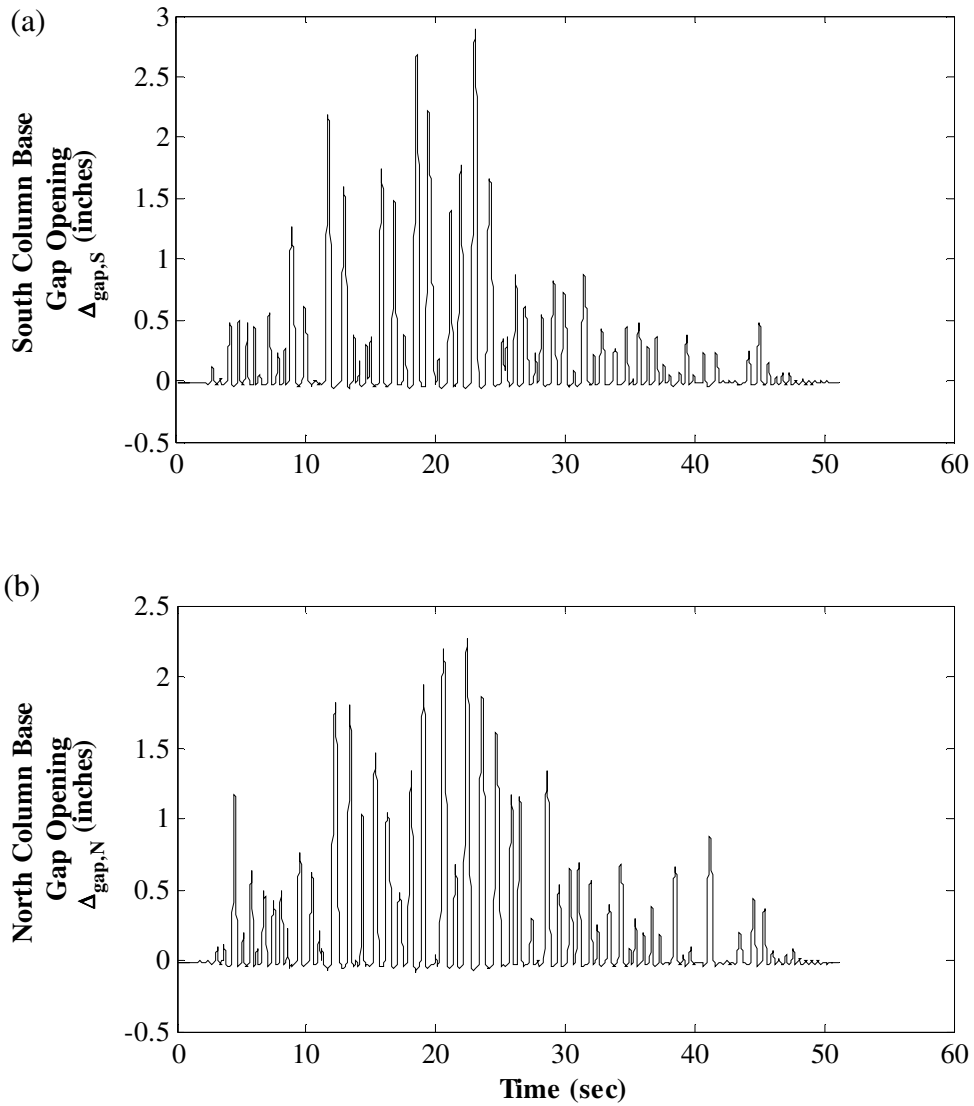 (a)
South Column Base
Gap Opening
Δgap,S (inches)
3
2.5
2
1.5
1
0.5
0
-0.5
0 10 20 30 40 50 60
(b)
North Column Base
Gap Opening
Δgap,N (inches)
2.5
2
1.5
1
0.5
0
-0.5
0 10 20 30 40 50 60
Time (sec)